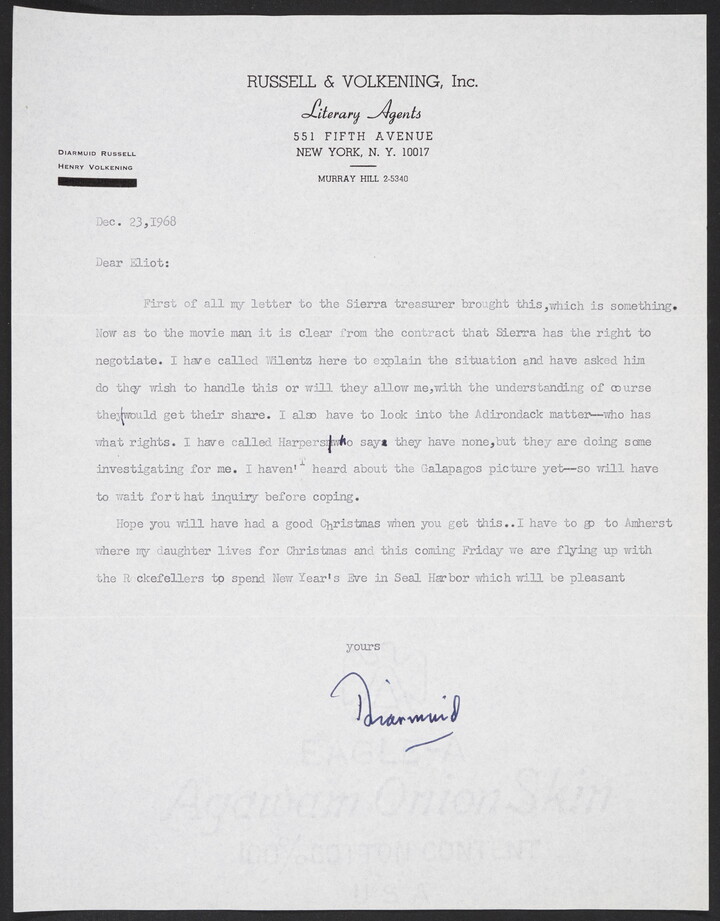 RUSSELL & VOLKENING, Inc.
Literary Agents
551 FIFTH AVENUE
NEW YORK, N. Y. 10017
MURRAY HILL 2-5340
DIARMUID RUSSELL
HENRY VOLKENING
Dec. 23,1968
Dear Eliot:
First of all my letter to the Sierra treasurer brought this,which is something.
Now as to the movie man it is clear from the contract that Sierra has the right to
negotiate. I have called Wilentz here to explain the situation and have asked him
do they wish to handle this or will they allow me,with the understanding of course
they would get their share. I also have to look into the Adirondack matter—who has
what rights. I have called Harpers who says they have none,but they are doing some
investigating for me. I haven't heard about the Galapagos picture yet—so will have
to wait fort hat inquiry before coping.
Hope you will have had a good Christmas when you get this..I have to go to Amherst
where my daughter lives for Christmas and this coming Friday we are flying up with
the R ckefellers to spend New Year's Eve in Seal Harbor which will be pleasant
yours
Diarmuid
EAGLE-A
Agawam Onion Skin
100% COTTON CONTENT
U S A